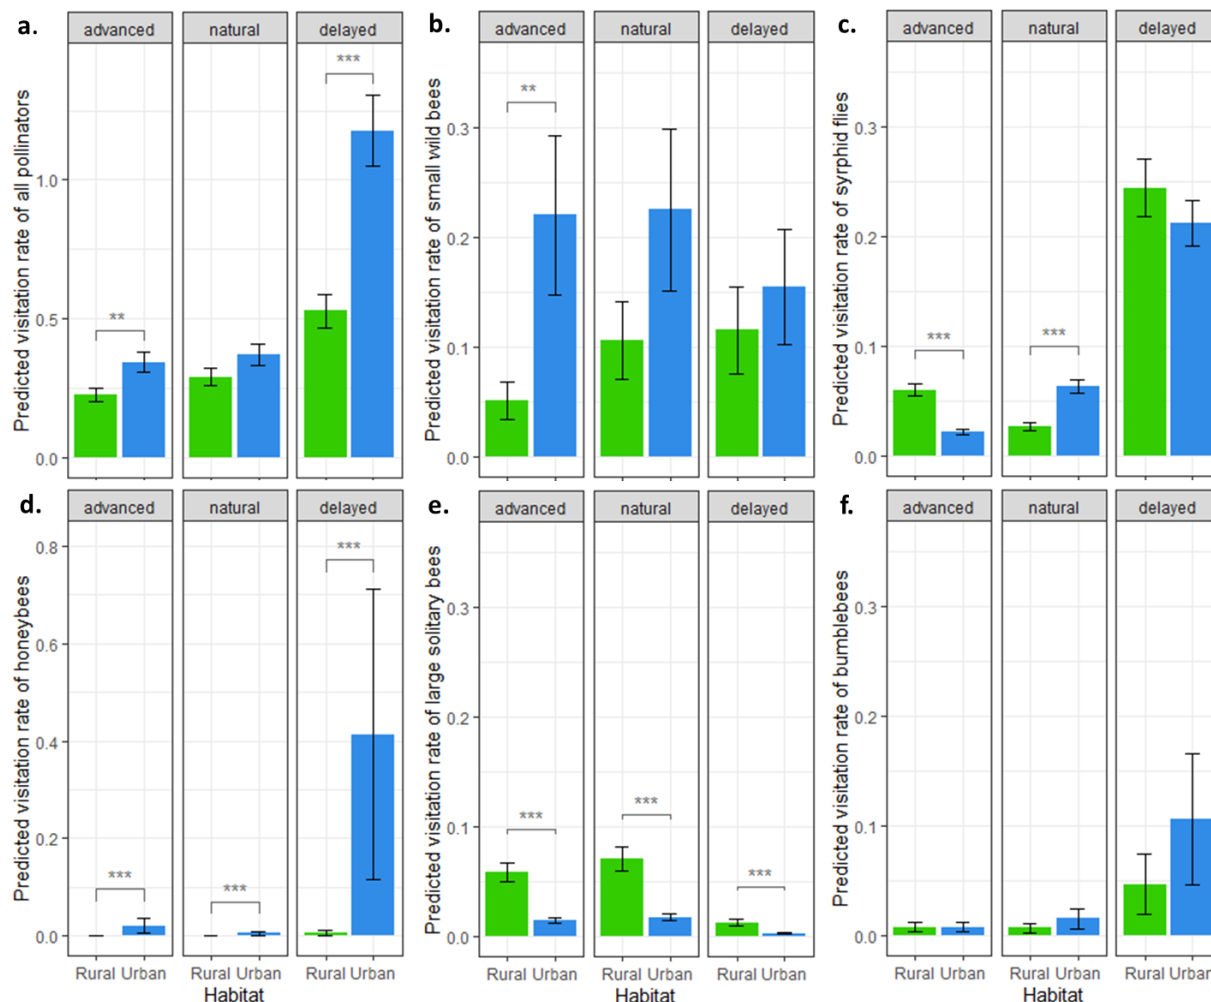 a.
advanced
natural
delayed
Predicted visitation rate of all pollinators
1.0
0.5
0.0
**
***
b.
advanced
natural
delayed
Predicted visitation rate of small wild bees
0.3
0.2
0.1
0.0
**
c.
advanced
natural
delayed
Predicted visitation rate of syrphid flies
0.3
0.2
0.1
0.0
***
***
d.
advanced
natural
delayed
Predicted visitation rate of honeybees
0.8
0.6
0.4
0.2
0.0
***
***
***
Rural Urban
Rural Urban
Rural Urban
Habitat
e.
advanced
natural
delayed
Predicted visitation rate of large solitary bees
0.3
0.2
0.1
0.0
***
***
***
Rural Urban
Rural Urban
Rural Urban
Habitat
f.
advanced
natural
delayed
Predicted visitation rate of bumblebees
0.3
0.2
0.1
0.0
Rural Urban
Rural Urban
Rural Urban
Habitat